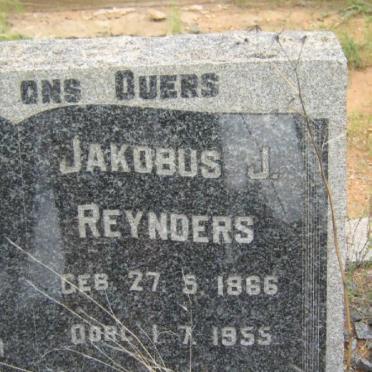 ONS OUERS
JAKOBUS J.
REYNDERS
GEB. 27 5 1866
OORL 1. 7. 1955